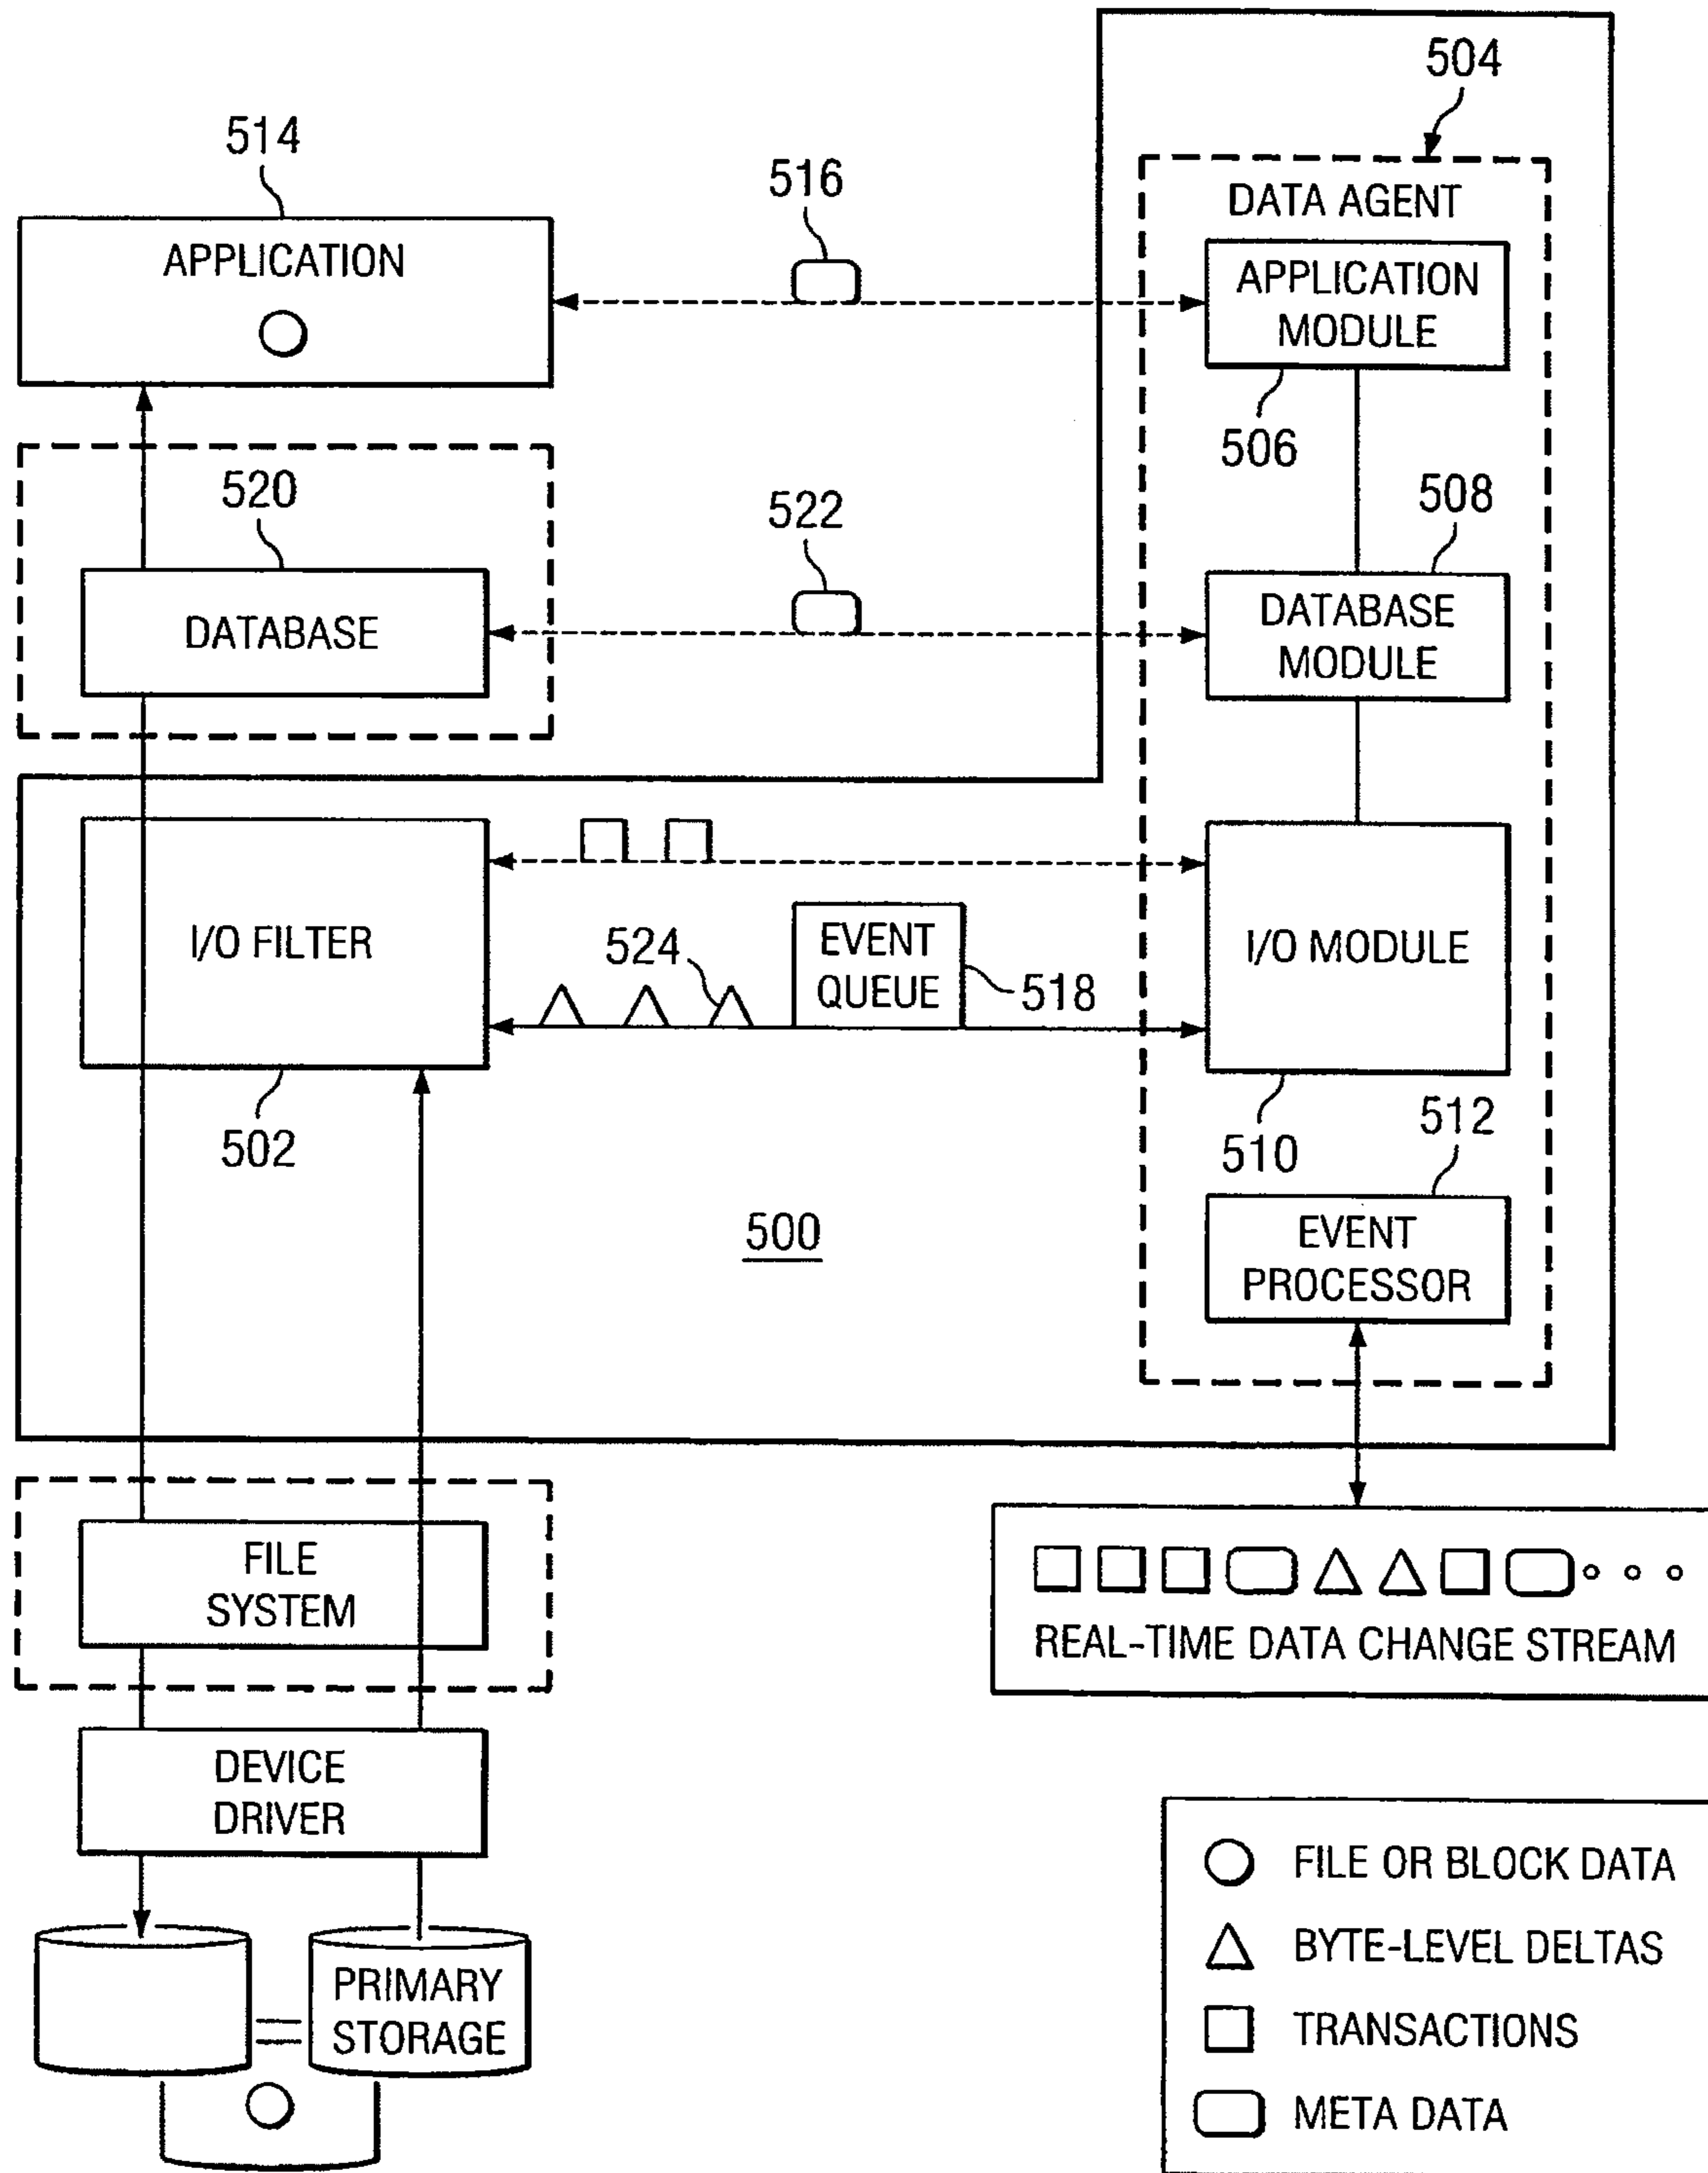 504
514
516
DATA AGENT
APPLICATION
APPLICATION
MODULE
506
520
522
508
DATABASE
DATABASE
MODULE
I/O FILTER
524
EVENT
QUEUE
518
I/O MODULE
502
510
512
500
EVENT
PROCESSOR
FILE
SYSTEM
REAL-TIME DATA CHANGE STREAM
DEVICE
DRIVER
PRIMARY
STORAGE
FILE OR BLOCK DATA
BYTE-LEVEL DELTAS
TRANSACTIONS
META DATA